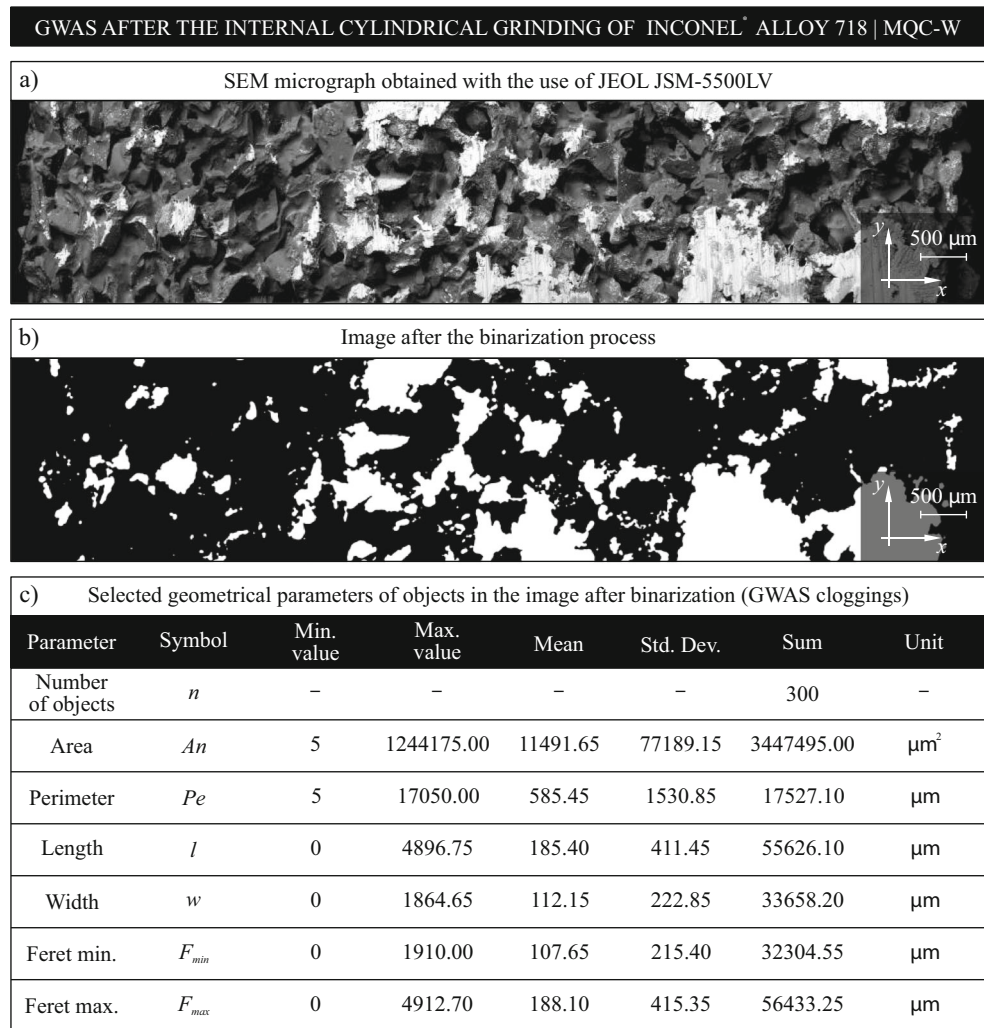 GWAS AFTER THE INTERNAL CYLINDRICAL GRINDING OF INCONEL® ALLOY 718 | MQC-W
a) SEM micrograph obtained with the use of JEOL JSM-5500LV
y 500 μm
x
b) Image after the binarization process
y 500 μm
x
c) Selected geometrical parameters of objects in the image after binarization (GWAS cloggings)
Parameter Symbol Min. value Max. value Mean Std. Dev. Sum Unit
Number of objects n – – – – 300 –
Area An 5 1244175.00 11491.65 77189.15 3447495.00 μm²
Perimeter Pe 5 17050.00 585.45 1530.85 17527.10 μm
Length l 0 4896.75 185.40 411.45 55626.10 μm
Width w 0 1864.65 112.15 222.85 33658.20 μm
Feret min. Fmin 0 1910.00 107.65 215.40 32304.55 μm
Feret max. Fmax 0 4912.70 188.10 415.35 56433.25 μm